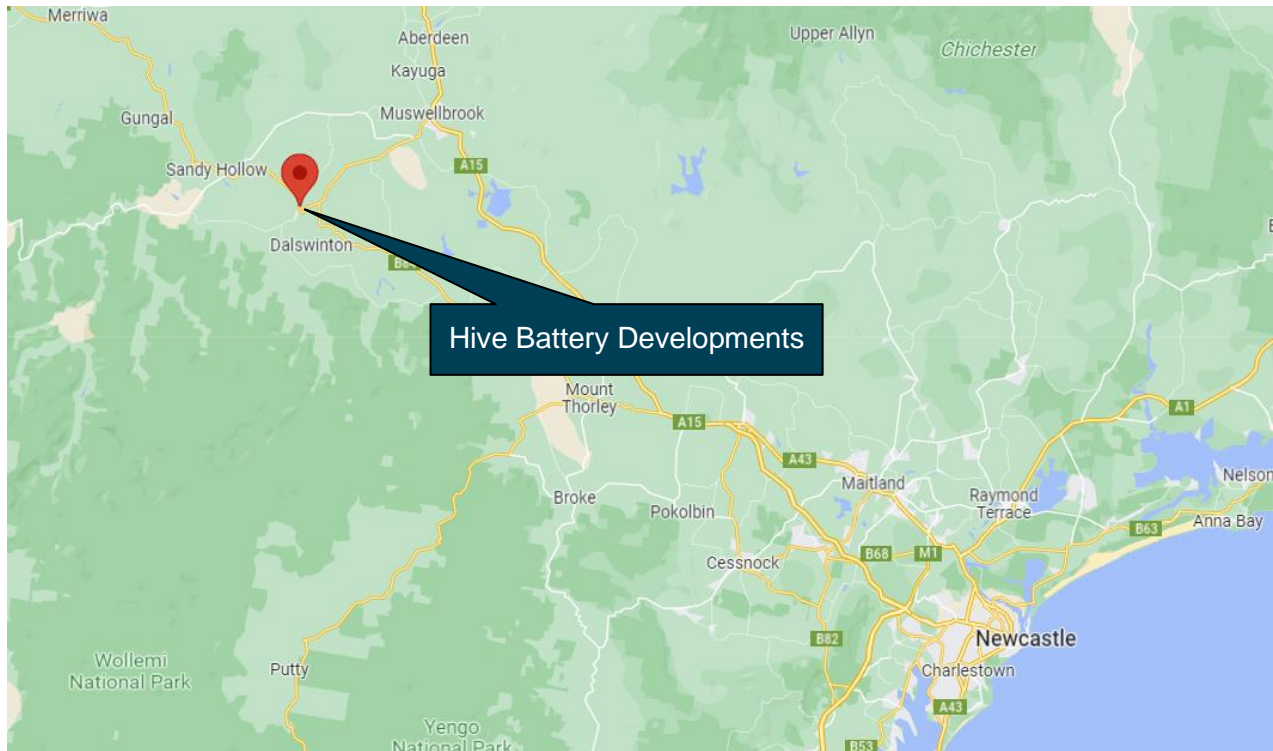 Merriwa
Aberdeen
Upper Allyn
Chichester
Kayuga
Gungal
Muswellbrook
Sandy Hollow
A15
Dalswinton
Hive Battery Developments
Mount
Thorley
A15
A1
A43
Maitland
Nelson
Broke
Pokolbin
Raymond
Terrace
Anna Bay
B63
Cessnock
B68
M1
B82
Newcastle
Wollemi
National Park
Putty
Charlestown
A43
Yengo
National Park
B53